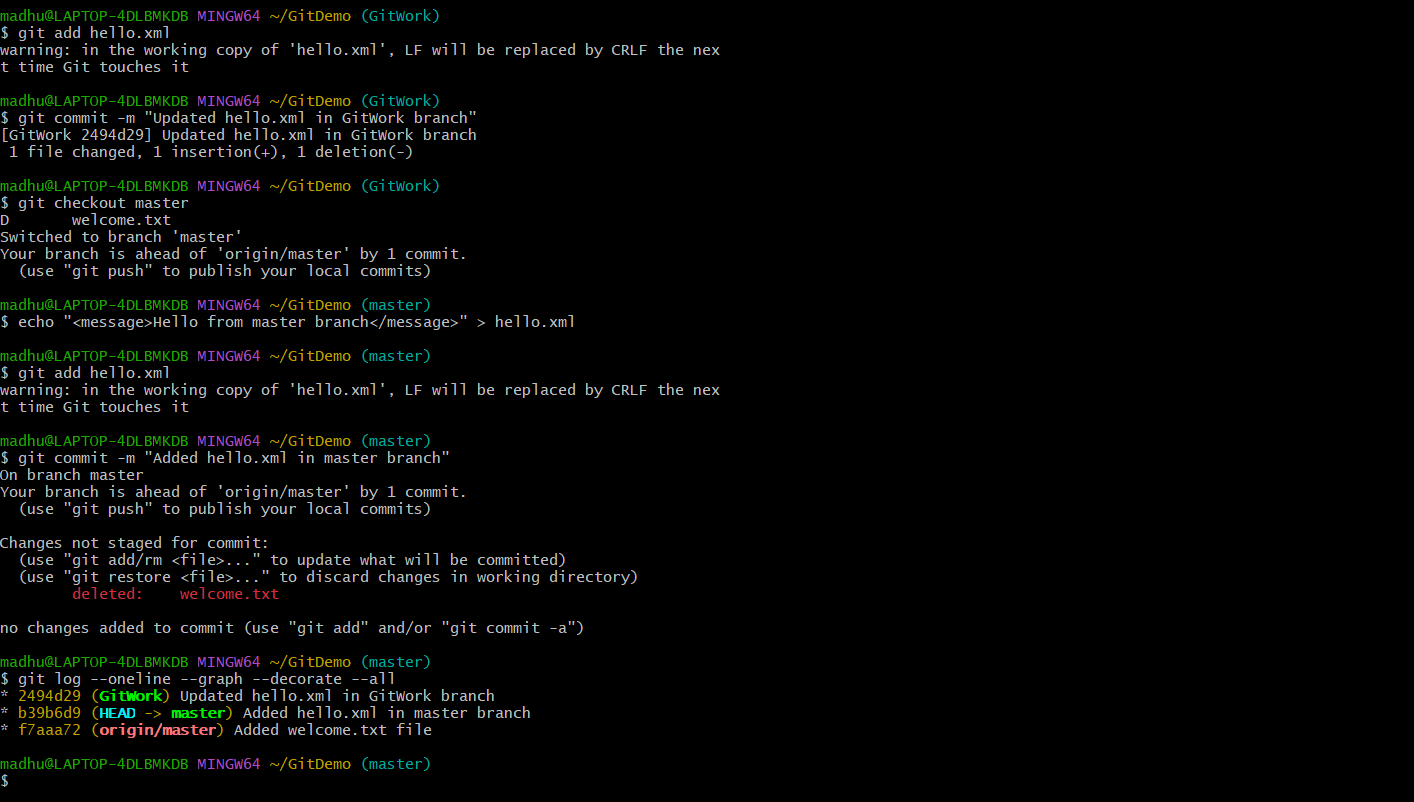 madhu@LAPTOP-4DLBMKDB MINGW64 ~/GitDemo (GitWork)
$ git add hello.xml
warning: in the working copy of 'hello.xml', LF will be replaced by CRLF the nex
t time Git touches it

madhu@LAPTOP-4DLBMKDB MINGW64 ~/GitDemo (GitWork)
$ git commit -m "Updated hello.xml in GitWork branch"
[GitWork 2494d29] Updated hello.xml in GitWork branch
 1 file changed, 1 insertion(+), 1 deletion(-)

madhu@LAPTOP-4DLBMKDB MINGW64 ~/GitDemo (GitWork)
$ git checkout master
D       welcome.txt
Switched to branch 'master'
Your branch is ahead of 'origin/master' by 1 commit.
  (use "git push" to publish your local commits)

madhu@LAPTOP-4DLBMKDB MINGW64 ~/GitDemo (master)
$ echo "<message>Hello from master branch</message>" > hello.xml

madhu@LAPTOP-4DLBMKDB MINGW64 ~/GitDemo (master)
$ git add hello.xml
warning: in the working copy of 'hello.xml', LF will be replaced by CRLF the nex
t time Git touches it

madhu@LAPTOP-4DLBMKDB MINGW64 ~/GitDemo (master)
$ git commit -m "Added hello.xml in master branch"
On branch master
Your branch is ahead of 'origin/master' by 1 commit.
  (use "git push" to publish your local commits)

Changes not staged for commit:
  (use "git add/rm <file>..." to update what will be committed)
  (use "git restore <file>..." to discard changes in working directory)
        deleted:    welcome.txt

no changes added to commit (use "git add" and/or "git commit -a")

madhu@LAPTOP-4DLBMKDB MINGW64 ~/GitDemo (master)
$ git log --oneline --graph --decorate --all
* 2494d29 (GitWork) Updated hello.xml in GitWork branch
* b39b6d9 (HEAD -> master) Added hello.xml in master branch
* f7aaa72 (origin/master) Added welcome.txt file

madhu@LAPTOP-4DLBMKDB MINGW64 ~/GitDemo (master)
$